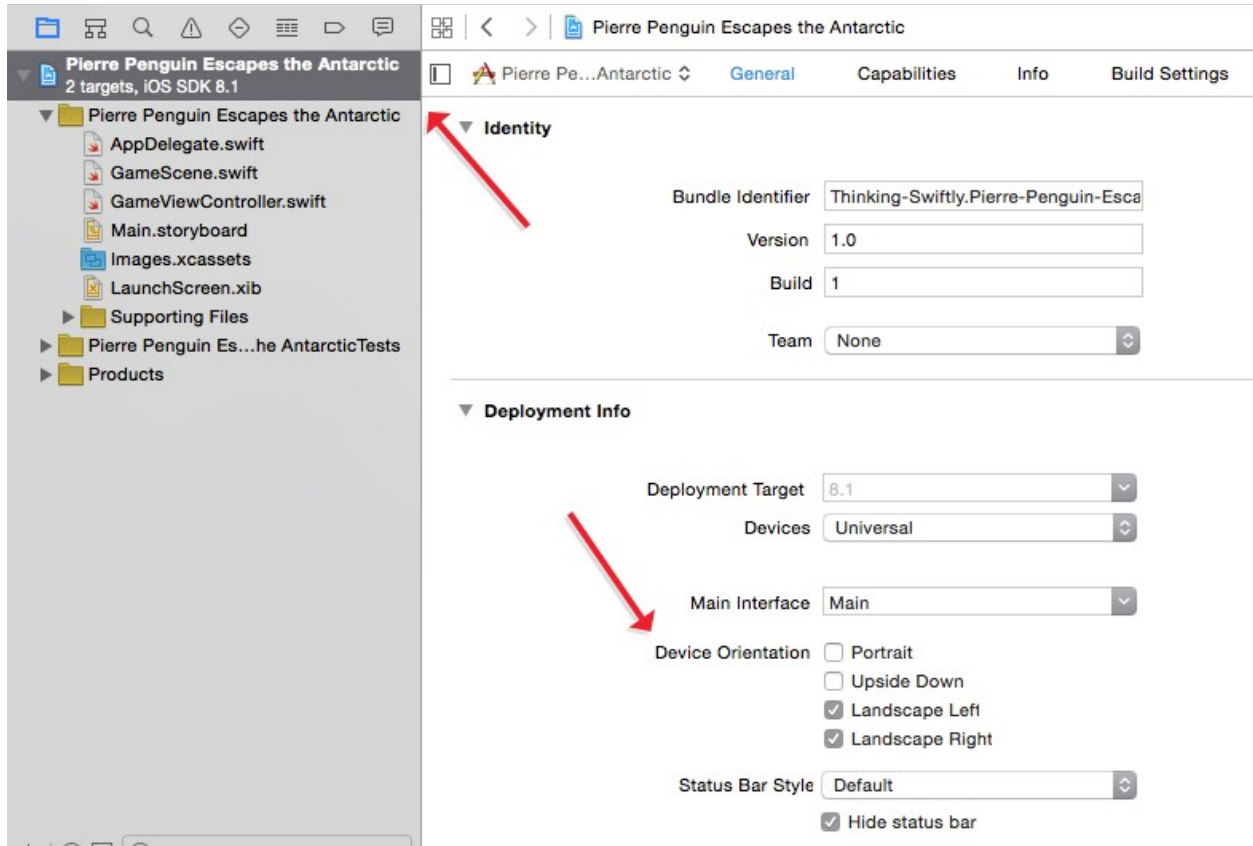 Pierre Penguin Escapes the Antarctic
Pierre Penguin Escapes the Antarctic
2 targets, iOS SDK 8.1
Pierre Pe...Antarctic General Capabilities Info Build Settings
Pierre Penguin Escapes the Antarctic
AppDelegate.swift
GameScene.swift
GameViewController.swift
Main.storyboard
Images.xcassets
LaunchScreen.xib
Supporting Files
Pierre Penguin Es...he AntarcticTests
Products
Identity
Bundle Identifier Thinking-Swiftly.Pierre-Penguin-Esca
Version 1.0
Build 1
Team None
Deployment Info
Deployment Target 8.1
Devices Universal
Main Interface Main
Device Orientation Portrait
Upside Down
Landscape Left
Landscape Right
Status Bar Style Default
Hide status bar